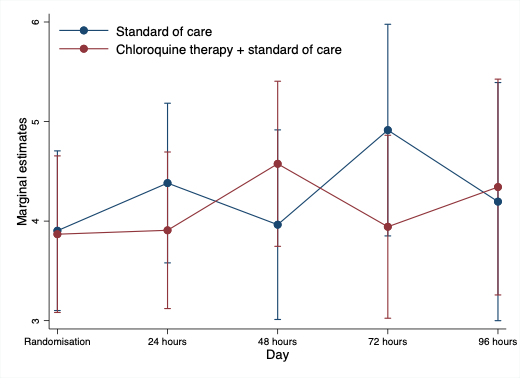 6
Standard of care
Chloroquine therapy + standard of care
5
Marginal estimates
4
3
Randomisation 24 hours 48 hours 72 hours 96 hours
Day